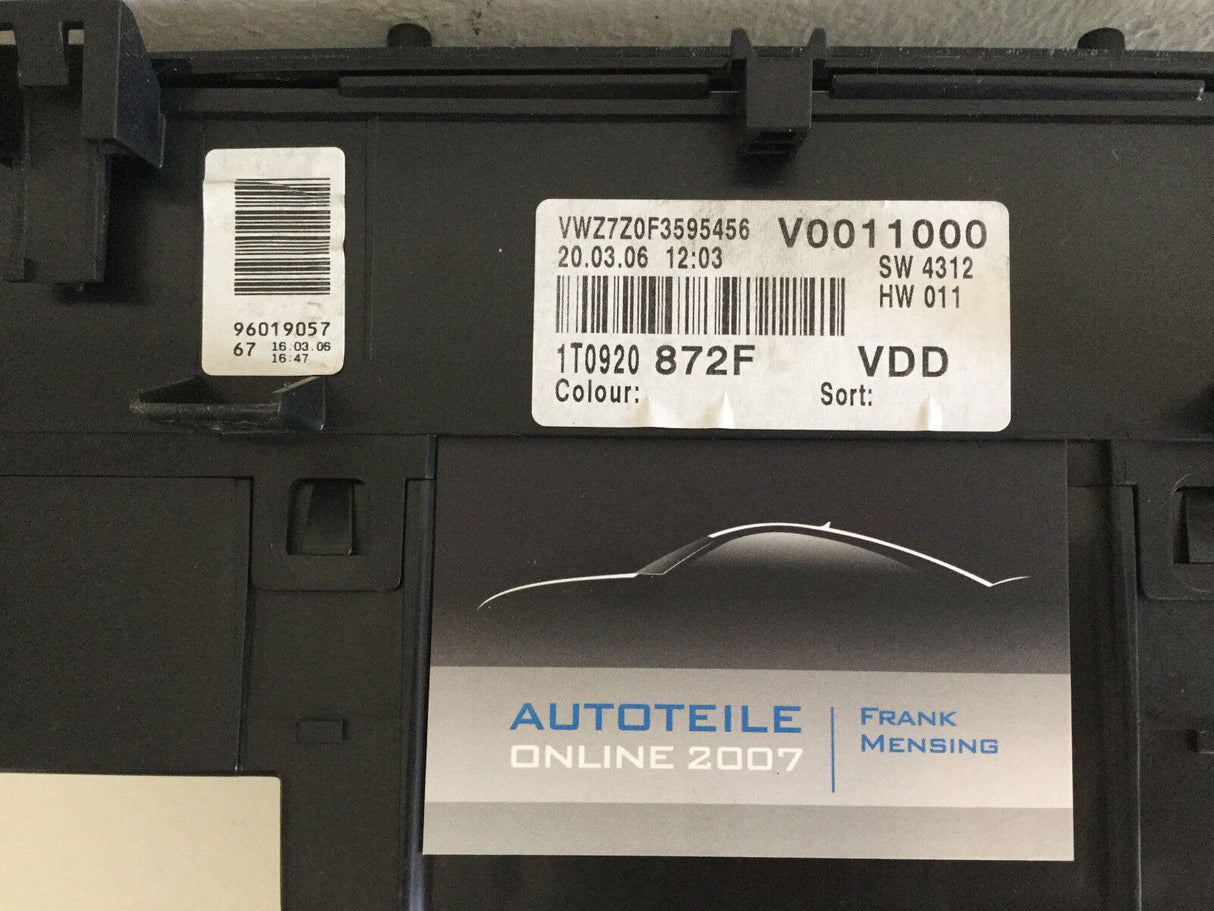 96019057
67 16.03.06
16:47
VWZ7Z0F3595456 V0011000
20.03.06 12:03 SW 4312
HW 011
1T0920 872F VDD
Colour: Sort:
AUTOTEILE
ONLINE 2007
FRANK
MENSING